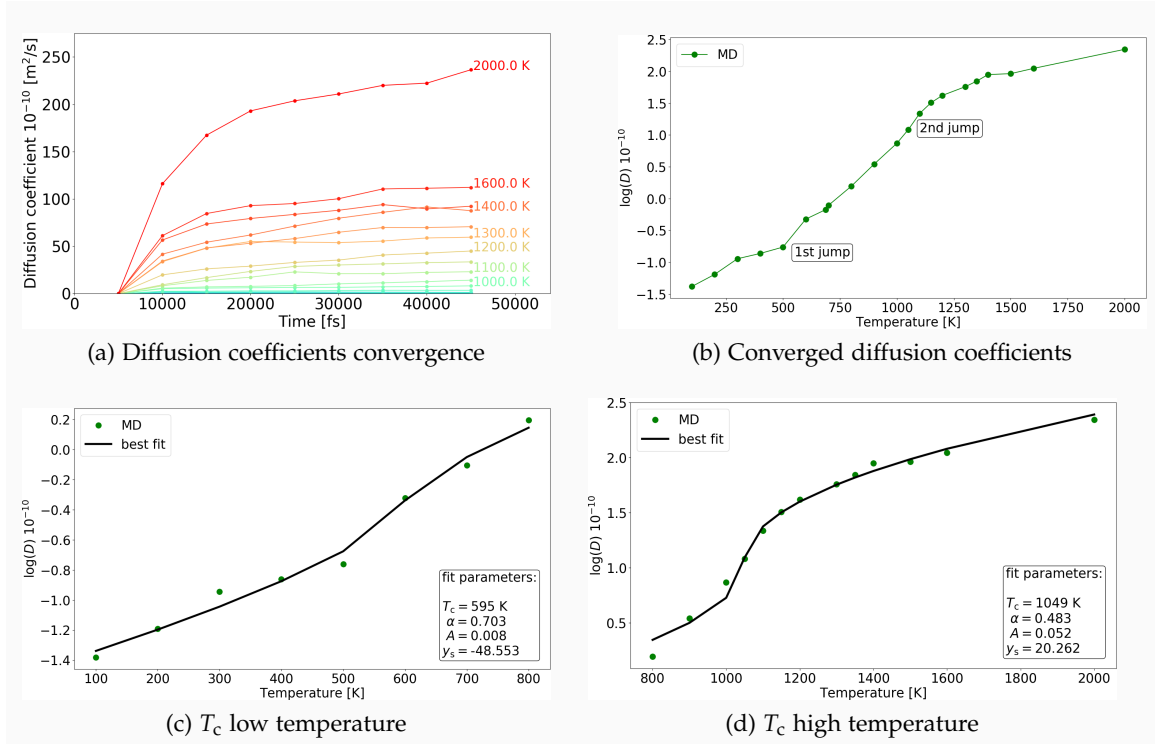 250
200
150
100
50
0
Diffusion coefficient 10⁻¹⁰ [m²/s]
2000.0 K
1600.0 K
1400.0 K
1300.0 K
1200.0 K
1100.0 K
1000.0 K
0 10000 20000 30000 40000 50000
Time [fs]
(a) Diffusion coefficients convergence
2.5
2.0
1.5
1.0
0.5
0.0
−0.5
−1.0
−1.5
log(D) 10⁻¹⁰
MD
2nd jump
1st jump
250 500 750 1000 1250 1500 1750 2000
Temperature [K]
(b) Converged diffusion coefficients
0.2
0.0
−0.2
−0.4
−0.6
−0.8
−1.0
−1.2
−1.4
log(D) 10⁻¹⁰
MD
best fit
fit parameters:
T_c = 595 K
α = 0.703
A = 0.008
y_s = -48.553
100 200 300 400 500 600 700 800
Temperature [K]
(c) T_c low temperature
2.5
2.0
1.5
1.0
0.5
log(D) 10⁻¹⁰
MD
best fit
fit parameters:
T_c = 1049 K
α = 0.483
A = 0.052
y_s = 20.262
800 1000 1200 1400 1600 1800 2000
Temperature [K]
(d) T_c high temperature